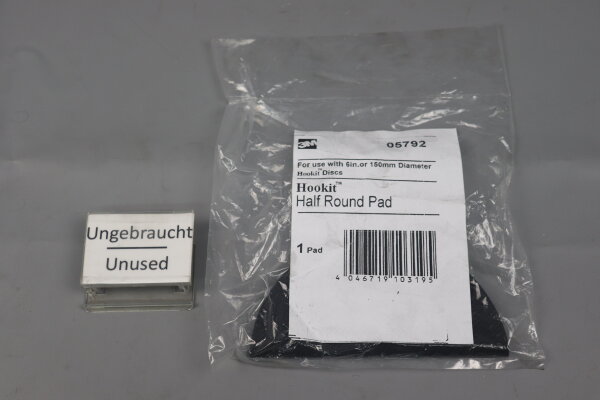 Ungebraucht
Unused
3M 05792
For use with 6in.or 150mm Diameter
Hookit Discs
Hookit™
Half Round Pad
1 Pad
4 046719 103195